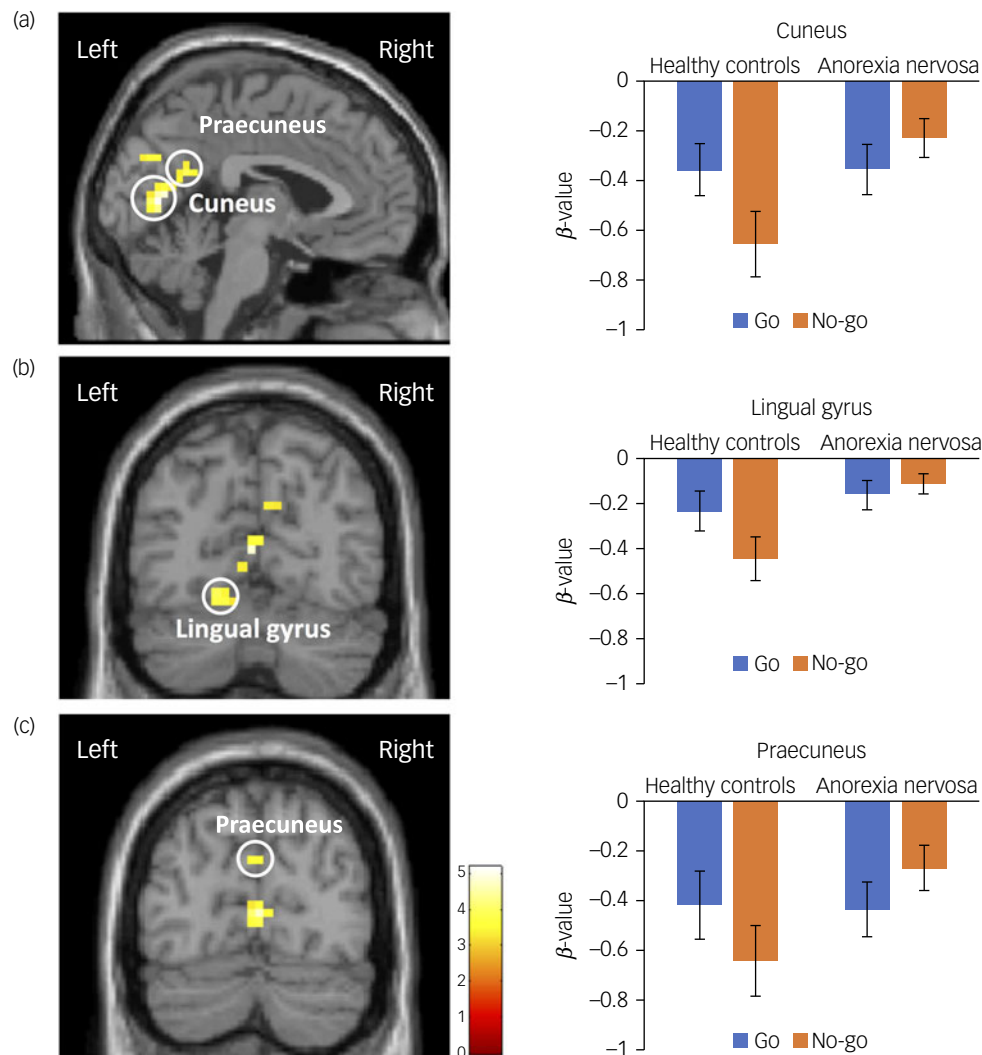 (a)
Left
Right
Praecuneus
Cuneus
Cuneus
Healthy controls
Anorexia nervosa
0
–0.2
–0.4
–0.6
–0.8
–1
β-value
Go
No-go
(b)
Left
Right
Lingual gyrus
Lingual gyrus
Healthy controls
Anorexia nervosa
0
–0.2
–0.4
–0.6
–0.8
–1
β-value
Go
No-go
(c)
Left
Right
Praecuneus
5
4
3
2
1
0
Praecuneus
Healthy controls
Anorexia nervosa
0
–0.2
–0.4
–0.6
–0.8
–1
β-value
Go
No-go